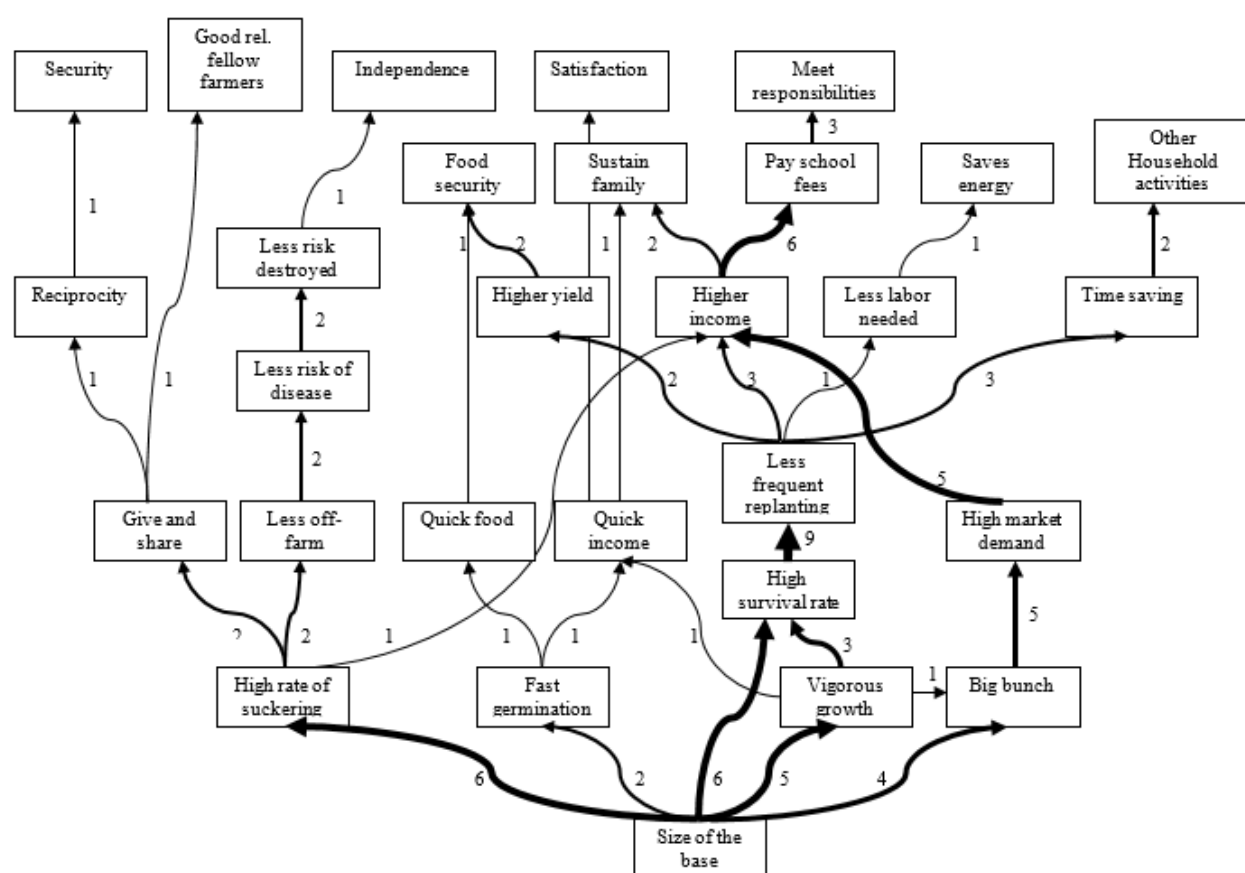 Good rel.
fellow
farmers
Security
Independence
Satisfaction
Meet
responsibilities
3
Other
Household
activities
Food
security
Sustain
family
Pay school
fees
Saves
energy
1
1
Less risk
destroyed
1
2
1
2
6
1
2
Reciprocity
Higher yield
Higher
income
Less labor
needed
Time saving
2
Less risk of
disease
1
1
2
3
1
3
2
Less
frequent
replanting
5
Give and
share
Less off-
farm
Quick food
Quick
income
High market
demand
9
High
survival rate
2
2
1
1
1
1
3
5
High rate of
suckering
Fast
germination
Vigorous
growth
1
Big bunch
6
2
6
5
4
Size of the
base